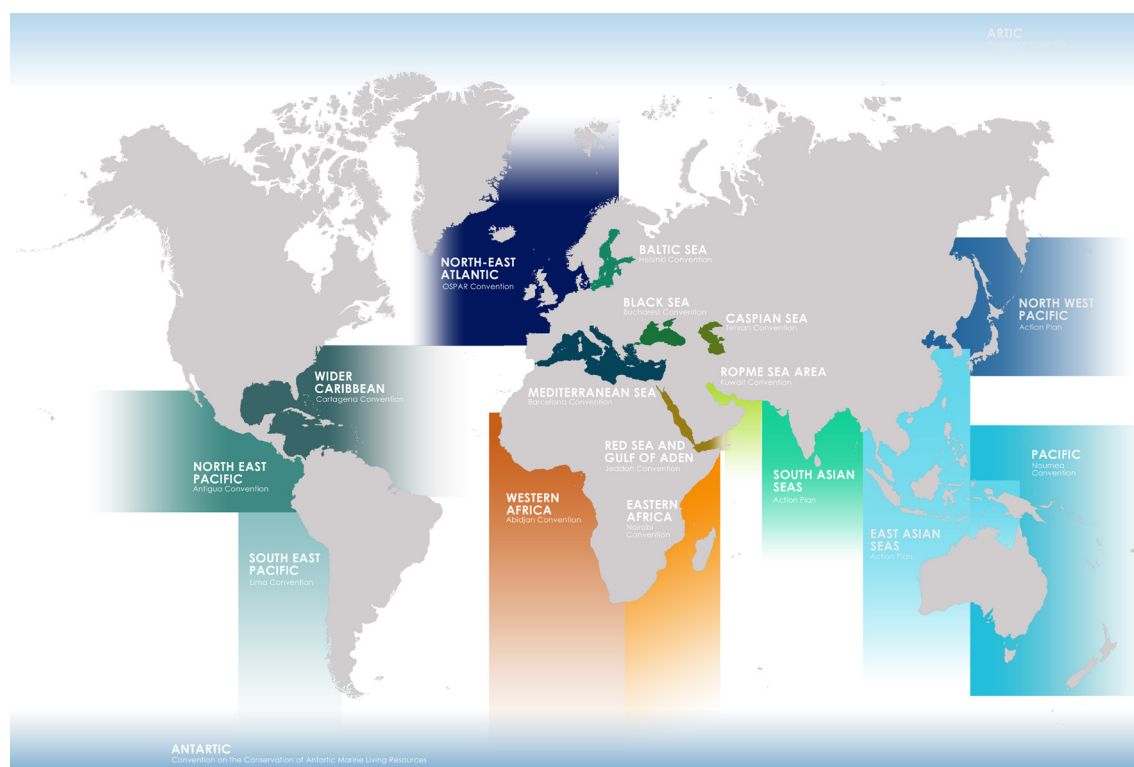 ARTIC
NORTH-EAST
ATLANTIC
OSPAR Convention
BALTIC SEA
Helsinki Convention
BLACK SEA
Bucharest Convention
CASPIAN SEA
Tehran Convention
NORTH WEST
PACIFIC
Action Plan
WIDER
CARIBBEAN
Cartagena Convention
MEDITERRANEAN SEA
Barcelona Convention
ROPME SEA AREA
Kuwait Convention
NORTH EAST
PACIFIC
Antigua Convention
RED SEA AND
GULF OF ADEN
Jeddah Convention
WESTERN
AFRICA
Abidjan Convention
EASTERN
AFRICA
Nairobi
Convention
SOUTH ASIAN
SEAS
Action Plan
PACIFIC
Noumea
Convention
EAST ASIAN
SEAS
Action Plan
SOUTH EAST
PACIFIC
Lima Convention
ANTARTIC
Convention on the Conservation of Antartic Marine Living Resources